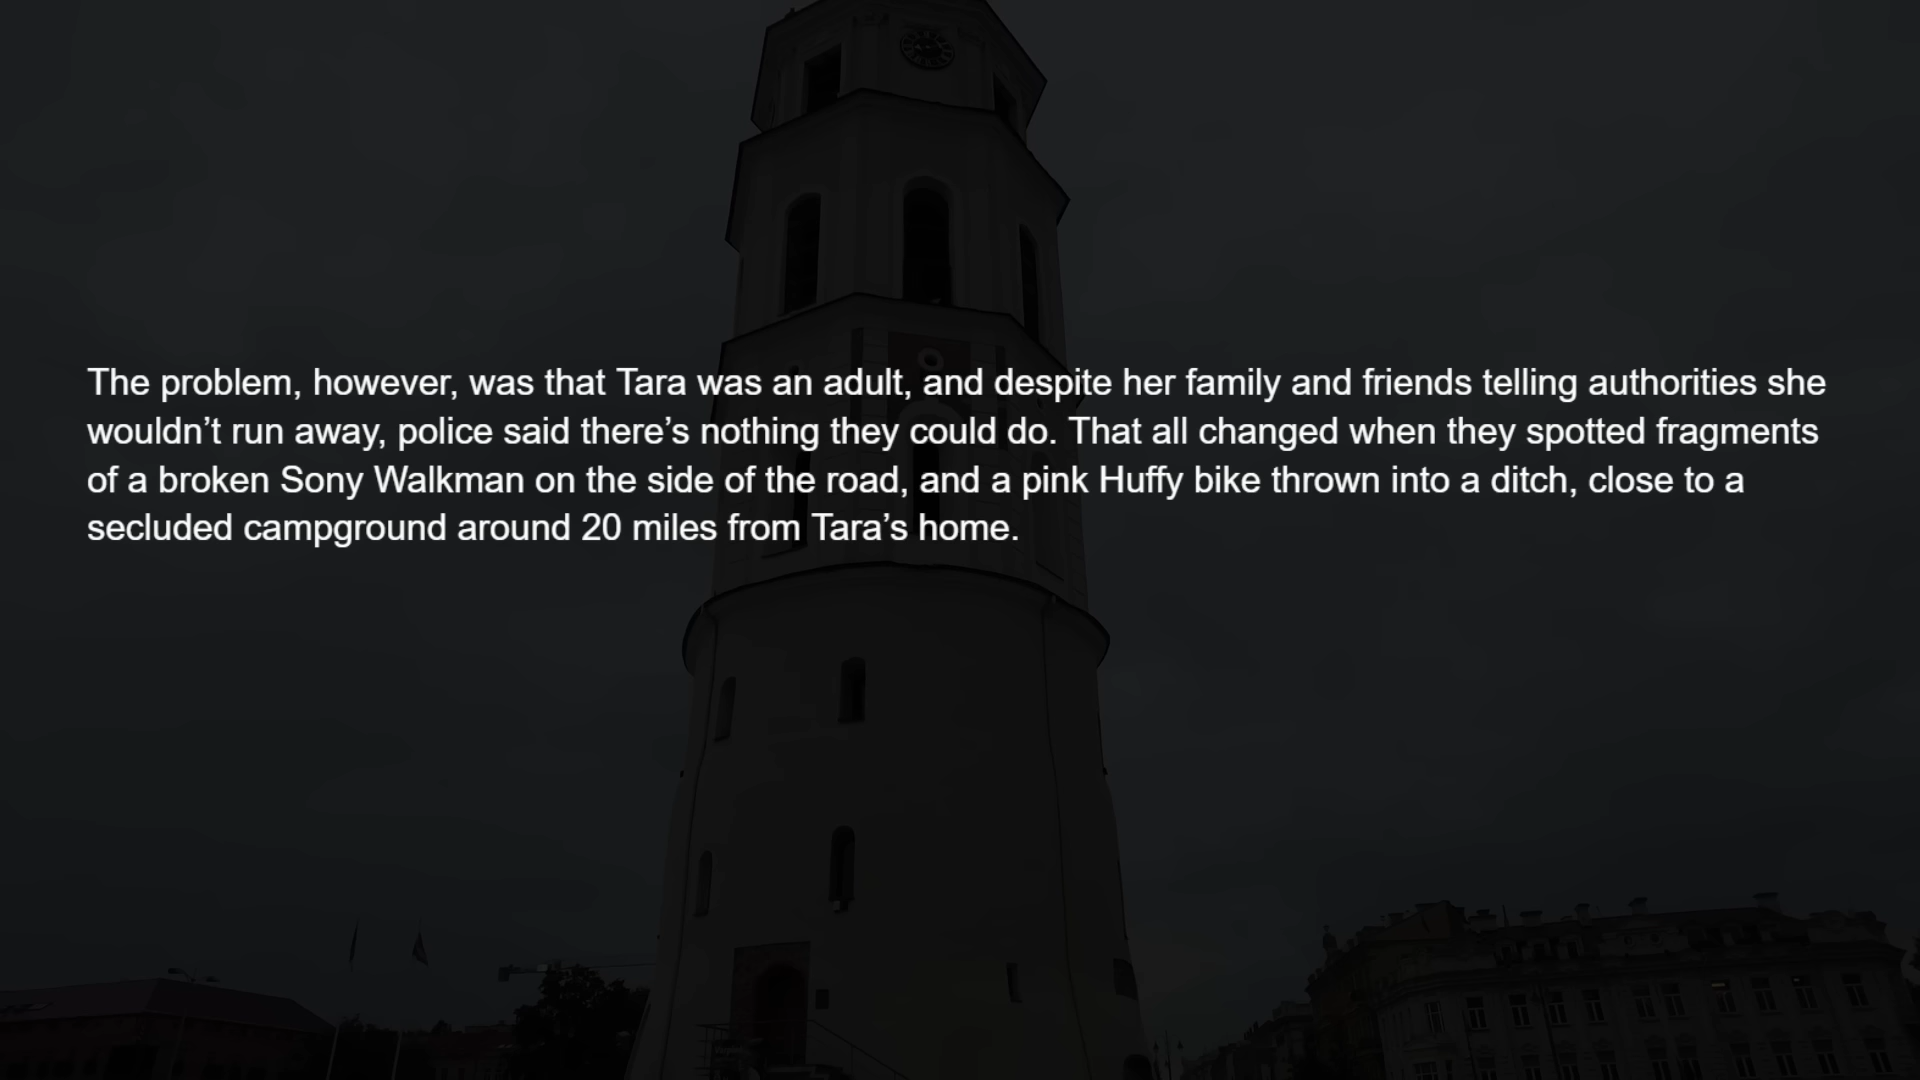 The problem, however, was that Tara was an adult, and despite her family and friends telling authorities she
wouldn’t run away, police said there’s nothing they could do. That all changed when they spotted fragments
of a broken Sony Walkman on the side of the road, and a pink Huffy bike thrown into a ditch, close to a
secluded campground around 20 miles from Tara’s home.